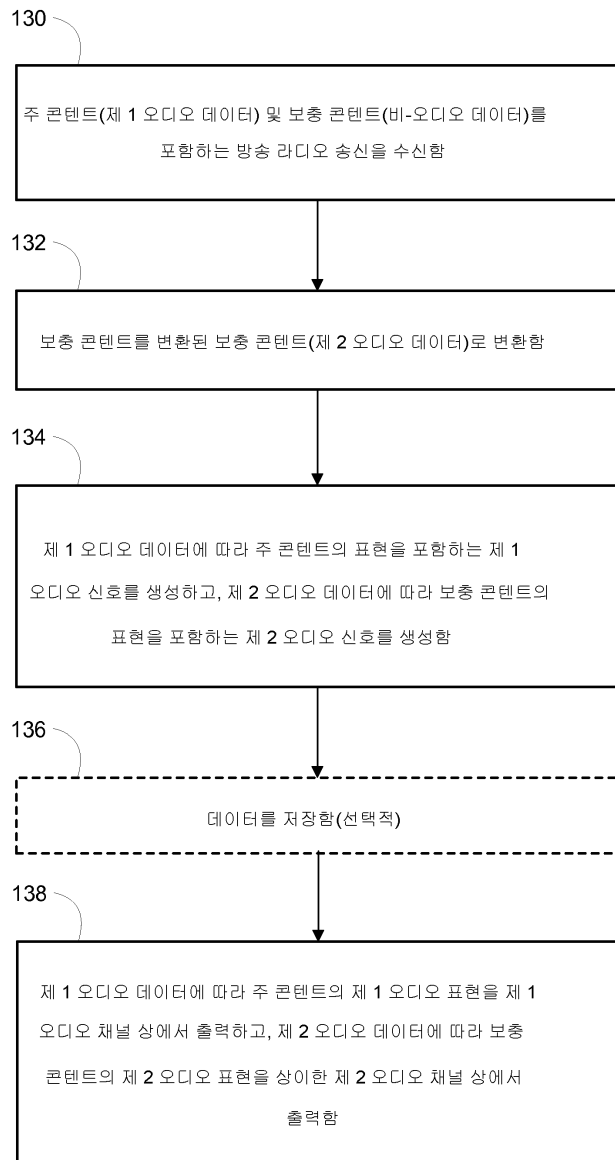 130
주 콘텐트(제 1 오디오 데이터) 및 보충 콘텐트(비-오디오 데이터)를
포함하는 방송 라디오 송신을 수신함
132
보충 콘텐트를 변환된 보충 콘텐트(제 2 오디오 데이터)로 변환함
134
제 1 오디오 데이터에 따라 주 콘텐트의 표현을 포함하는 제 1
오디오 신호를 생성하고, 제 2 오디오 데이터에 따라 보충 콘텐트의
표현을 포함하는 제 2 오디오 신호를 생성함
136
데이터를 저장함(선택적)
138
제 1 오디오 데이터에 따라 주 콘텐트의 제 1 오디오 표현을 제 1
오디오 채널 상에서 출력하고, 제 2 오디오 데이터에 따라 보충
콘텐트의 제 2 오디오 표현을 상이한 제 2 오디오 채널 상에서
출력함